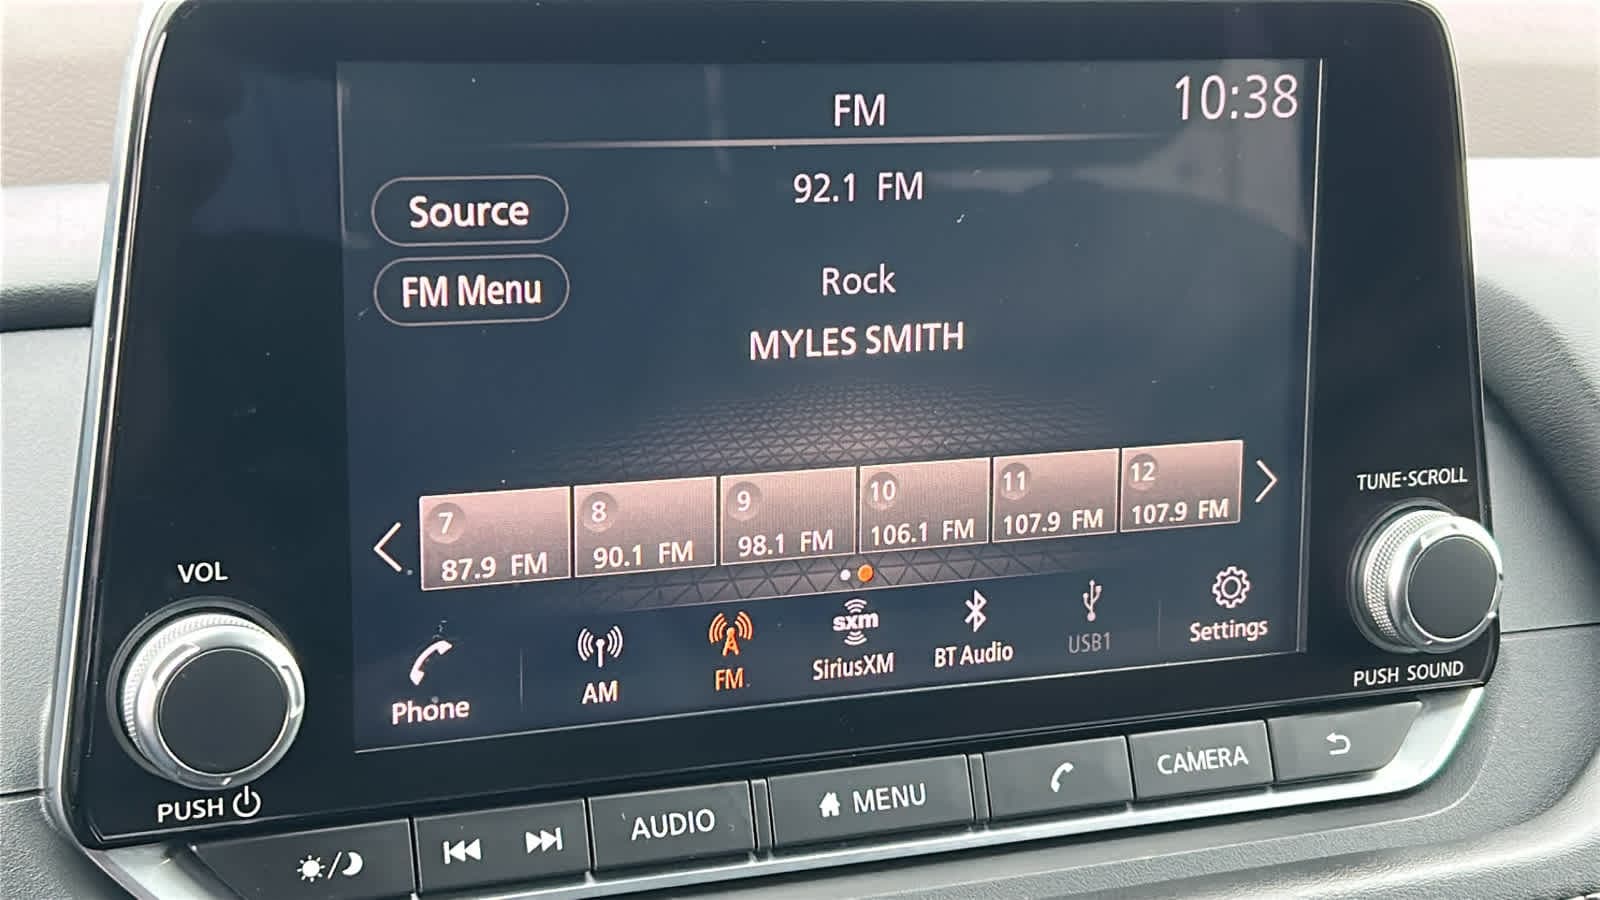 FM
10:38
92.1 FM
Source
FM Menu
Rock
MYLES SMITH
7
87.9 FM
8
90.1 FM
9
98.1 FM
10
106.1 FM
11
107.9 FM
12
107.9 FM
Phone
AM
FM
sxm
SiriusXM
BT Audio
USB1
Settings
VOL
PUSH
TUNE·SCROLL
PUSH SOUND
AUDIO
MENU
CAMERA